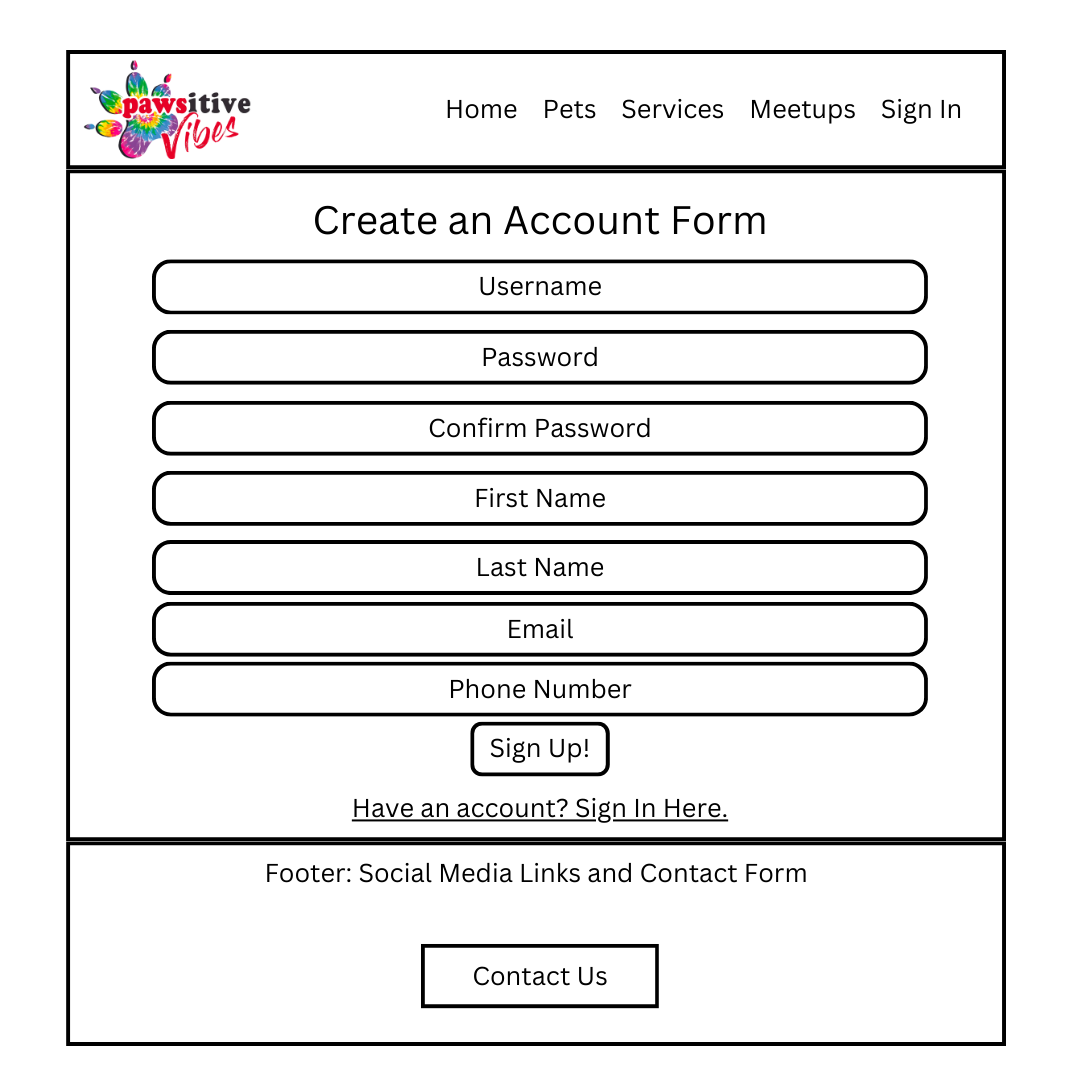 pawsitive
Vibes
Home Pets Services Meetups Sign In
Create an Account Form
Username
Password
Confirm Password
First Name
Last Name
Email
Phone Number
Sign Up!
Have an account? Sign In Here.
Footer: Social Media Links and Contact Form
Contact Us